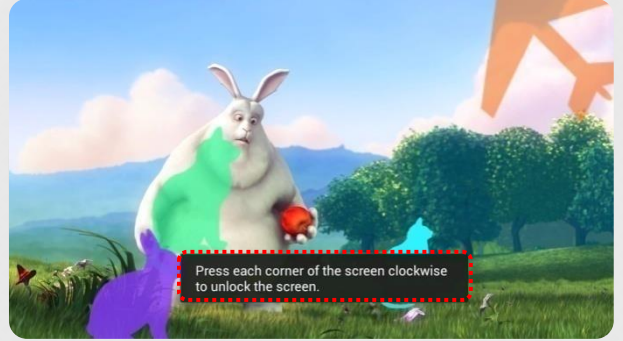 Press each corner of the screen clockwise
to unlock the screen.